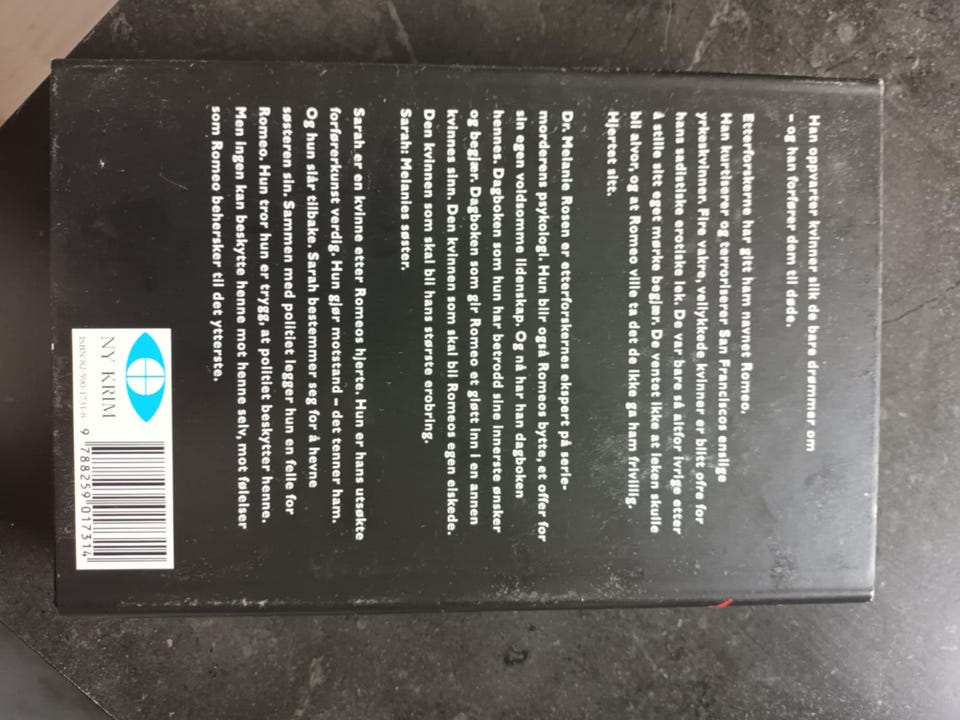 Han oppvarter kvinner slik de bare drømmer om
– og han forfører dem til døde.
Etterforskerne har gitt ham navnet Romeo.
Han kurtiserer og terroriserer San Franciscos enslige
yrkeskvinner. Fire vakre, vellykkede kvinner er blitt ofre for
hans sadistiske erotiske lek. De var bare så altfor ivrige etter
å stille sitt eget mørke begjær. De ventet ikke at leken skulle
bli alvor, og at Romeo ville ta det de ikke ga ham frivillig.
Hjertet sitt.
Dr. Melanie Rosen er etterforskernes ekspert på serie-
morderens psykologi. Hun blir også Romeos bytte, et offer for
sin egen voldsomme lidenskap. Og nå har han dagboken
hennes. Dagboken som hun har betrodd sine innerste ønsker
og begjær. Dagboken som gir Romeo et gløtt inn i en annen
kvinnes sinn. Den kvinnen som skal bli Romeos egen elskede.
Den kvinnen som skal bli hans største erobring.
Sarah: Melanies søster.
Sarah er en kvinne etter Romeos hjerte. Hun er hans utsøkte
forførerkunst verdig. Hun gjør motstand – det tenner ham.
Og hun slår tilbake. Sarah bestemmer seg for å hevne
søsteren sin. Sammen med politiet legger hun en felle for
Romeo. Hun tror hun er trygg, at politiet beskytter henne.
Men ingen kan beskytte henne mot henne selv, mot følelser
som Romeo behersker til det ytterste.
NY KRIM
ISBN 82-590-1731-8
9 788259 017314